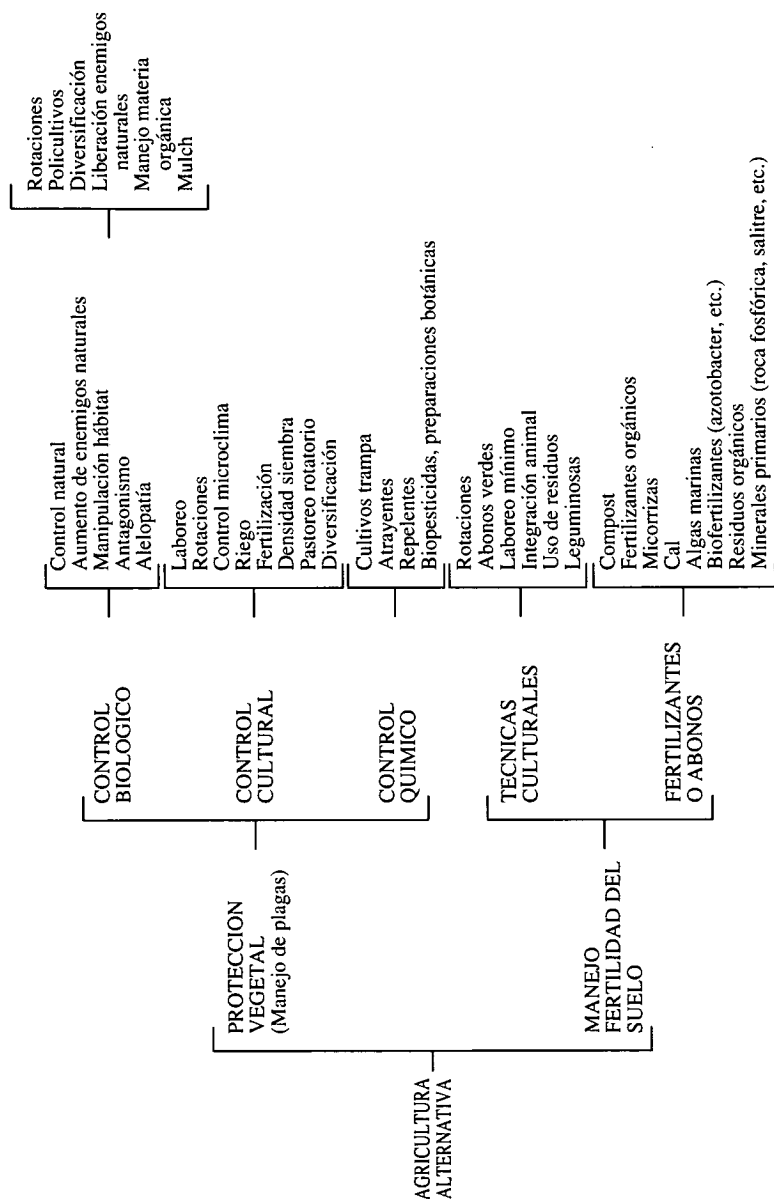 AGRICULTURA
ALTERNATIVA
PROTECCION
VEGETAL
(Manejo de plagas)
MANEJO
FERTILIDAD DEL
SUELO
CONTROL
BIOLOGICO
CONTROL
CULTURAL
CONTROL
QUIMICO
TECNICAS
CULTURALES
FERTILIZANTES
O ABONOS
Control natural
Aumento de enemigos naturales
Manipulación hábitat
Antagonismo
Alelopatía
Laboreo
Rotaciones
Control microclima
Riego
Fertilización
Densidad siembra
Pastoreo rotatorio
Diversificación
Cultivos trampa
Atrayentes
Repelentes
Biopesticidas, preparaciones botánicas
Rotaciones
Abonos verdes
Laboreo mínimo
Integración animal
Uso de residuos
Leguminosas
Compost
Fertilizantes orgánicos
Micorrizas
Cal
Algas marinas
Biofertilizantes (azotobacter, etc.)
Residuos orgánicos
Minerales primarios (roca fosfórica, salitre, etc.)
Rotaciones
Policultivos
Diversificación
Liberación enemigos
naturales
Manejo materia
orgánica
Mulch